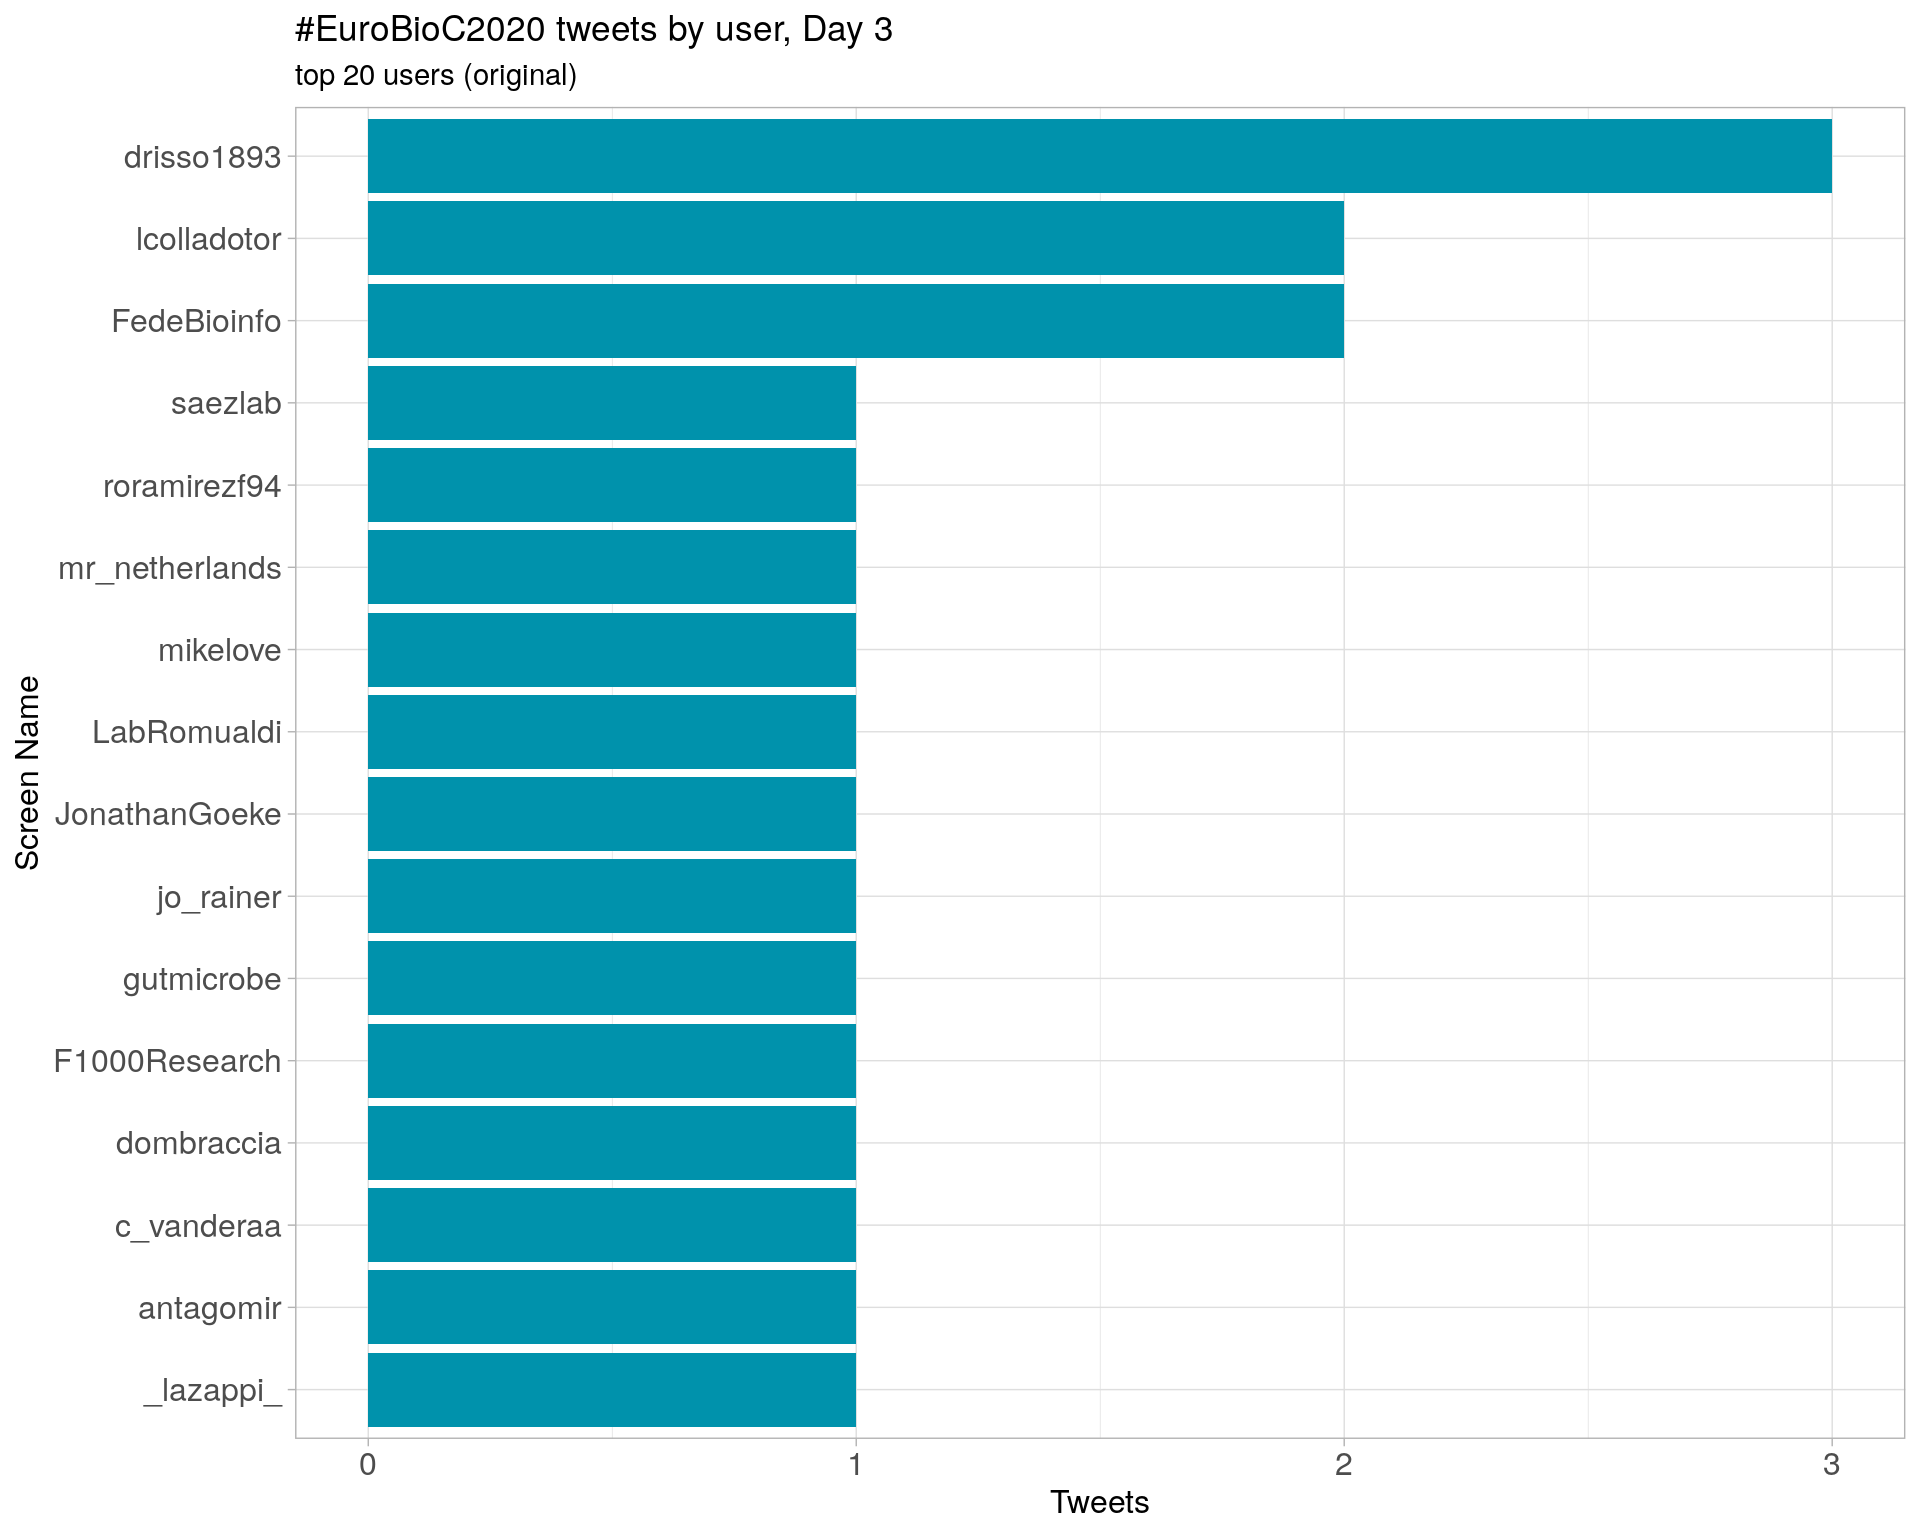 #EuroBioC2020 tweets by user, Day 3
top 20 users (original)
Screen Name
drisso1893
lcolladotor
FedeBioinfo
saezlab
roramirezf94
mr_netherlands
mikelove
LabRomualdi
JonathanGoeke
jo_rainer
gutmicrobe
F1000Research
dombraccia
c_vanderaa
antagomir
_lazappi_
0 1 2 3
Tweets